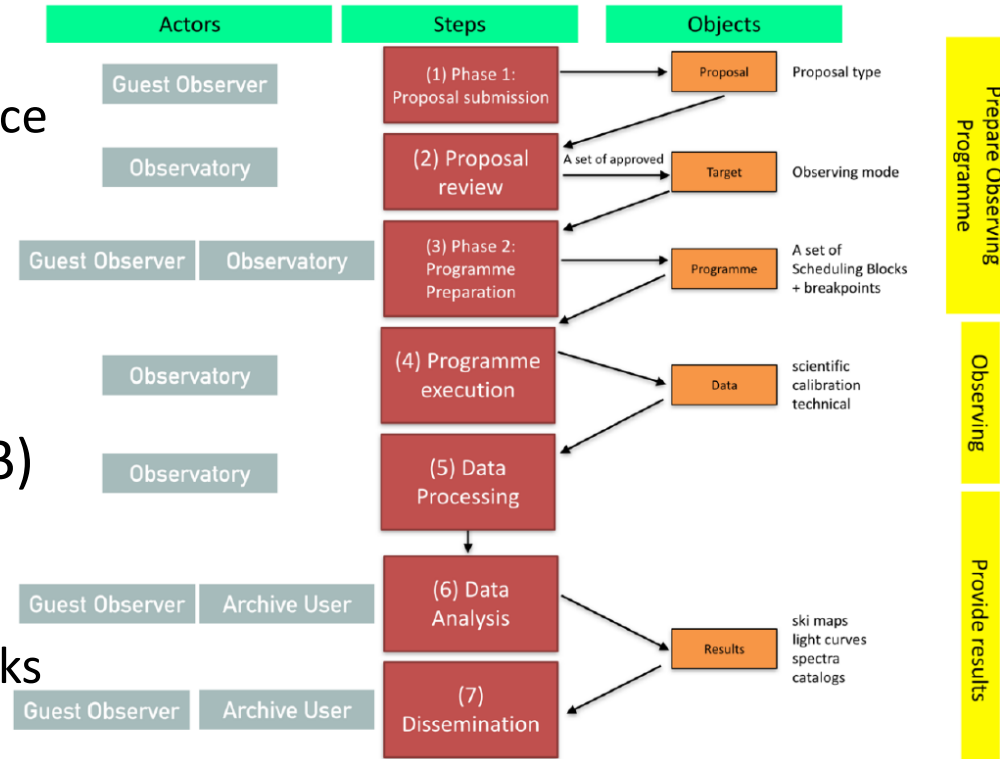 Actors
Steps
Objects
Guest Observer
(1) Phase 1:
Proposal submission
Proposal
Proposal type
ce
Observatory
(2) Proposal
review
A set of approved
Target
Observing mode
Guest Observer
Observatory
(3) Phase 2:
Programme
Preparation
Programme
A set of
Scheduling Blocks
+ breakpoints
Prepare Observing
Programme
Observatory
(4) Programme
execution
Data
scientific
calibration
technical
Observing
3)
Observatory
(5) Data
Processing
Guest Observer
Archive User
(6) Data
Analysis
Results
ski maps
light curves
spectra
catalogs
Provide results
ks
Guest Observer
Archive User
(7)
Dissemination